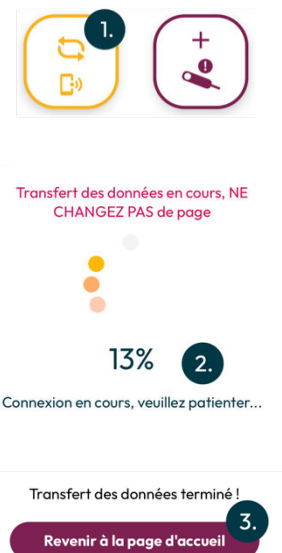 1.
Transfert des données en cours, NE
CHANGEZ PAS de page
13%
2.
Connexion en cours, veuillez patienter...
Transfert des données terminé !
3.
Revenir à la page d'accueil